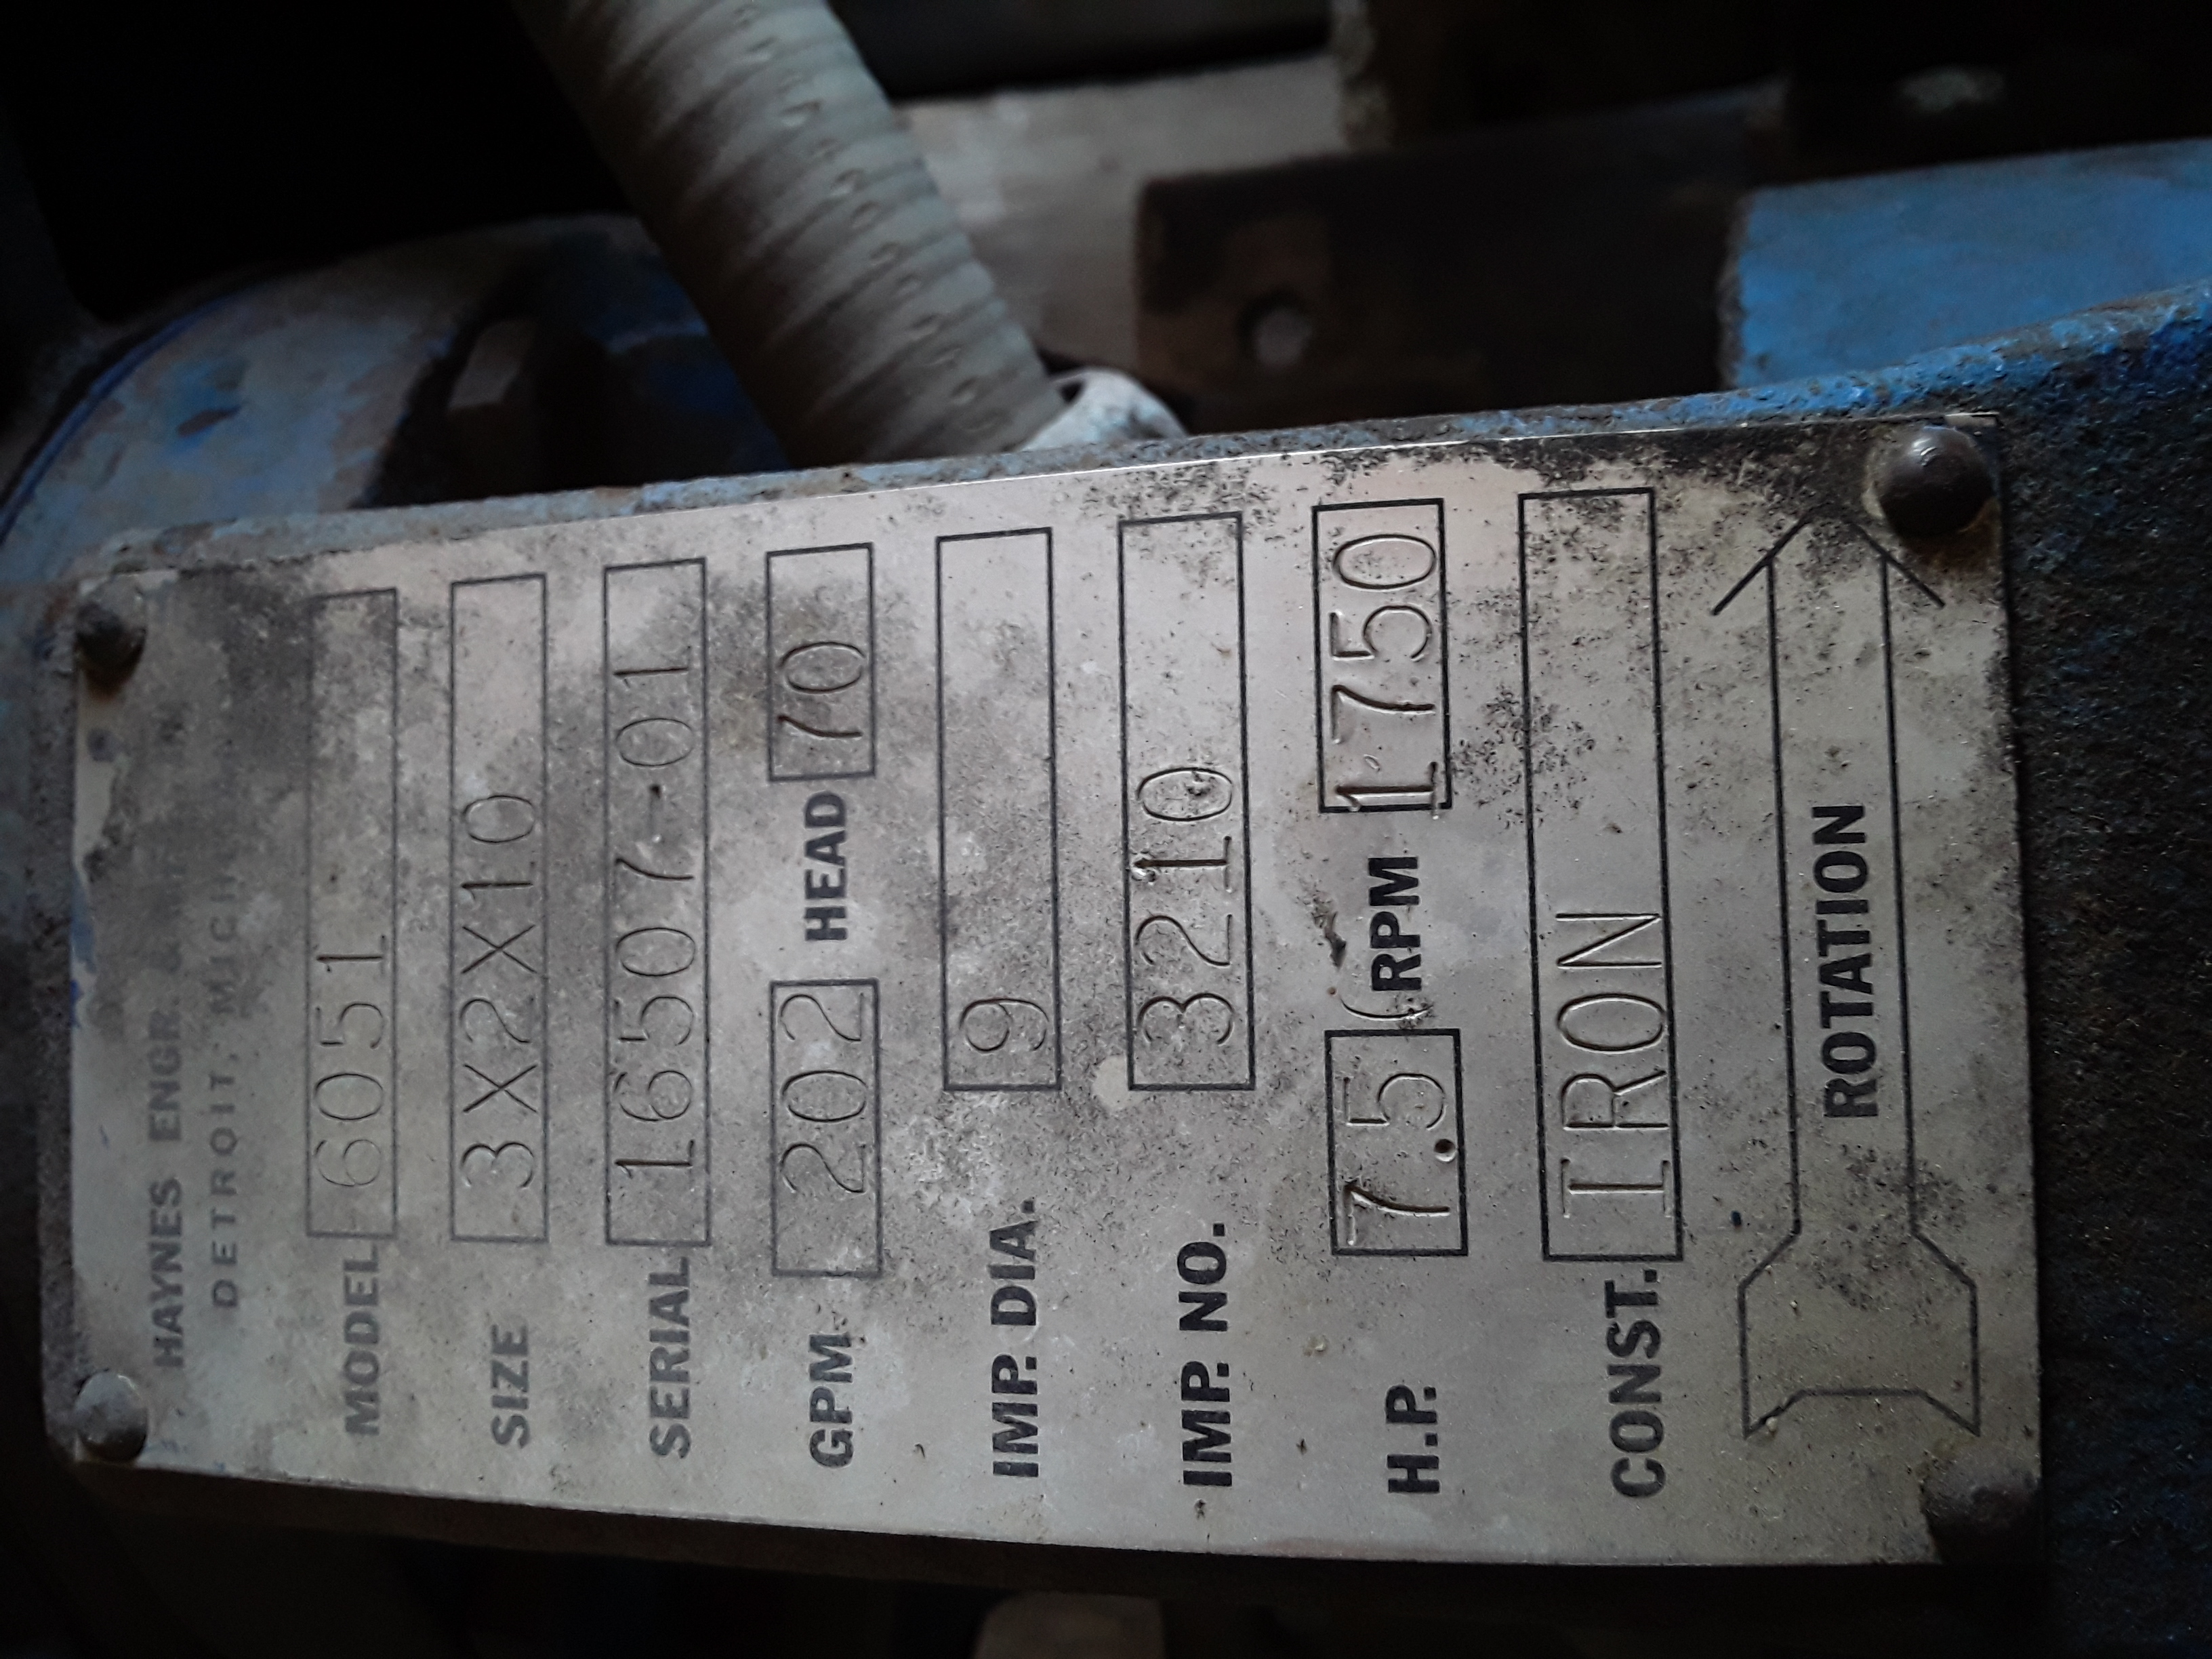 HAYNES ENGR.
DETROIT, MICH
MODEL 6051
SIZE 3X2X10
SERIAL 16507-01
GPM 202 HEAD 70
IMP. DIA. 9
IMP. NO. 3210
H.P. 7.5 (RPM 1750
CONST. IRON
ROTATION